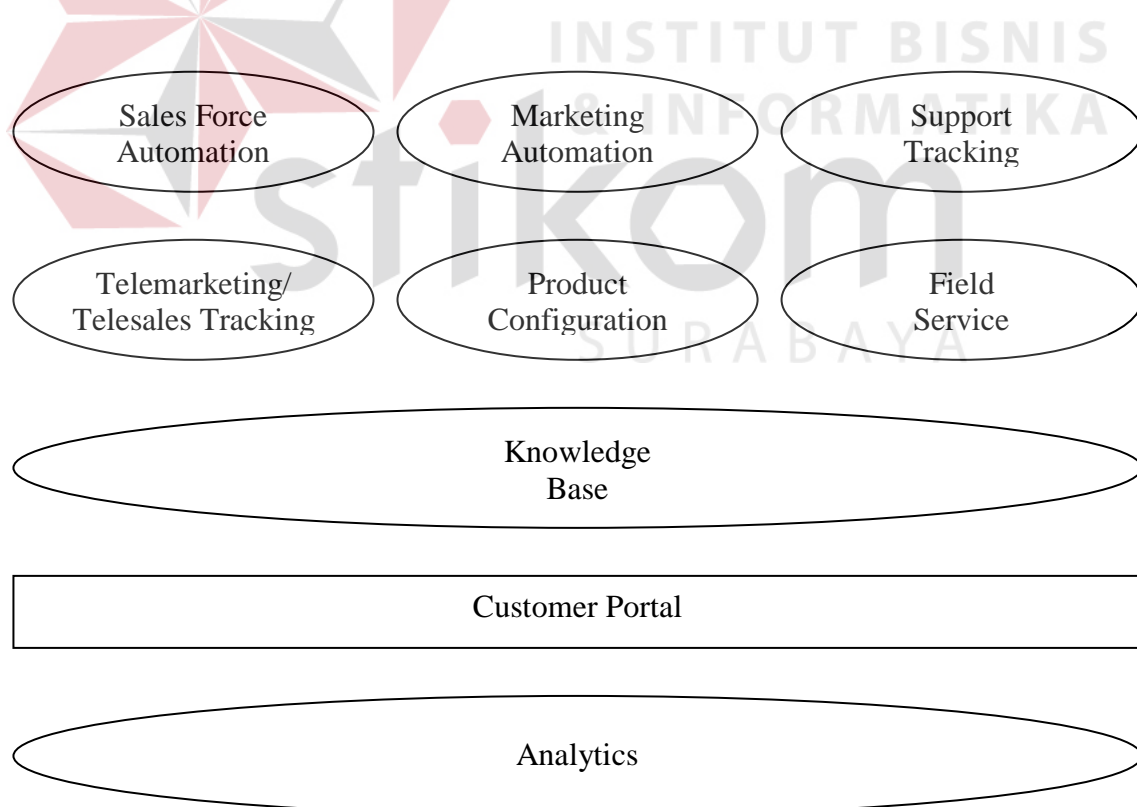 INSTITUT BISNIS
& INFORMATIKA
stikom
SURABAYA
Sales Force
Automation
Marketing
Automation
Support
Tracking
Telemarketing/
Telesales Tracking
Product
Configuration
Field
Service
Knowledge
Base
Customer Portal
Analytics